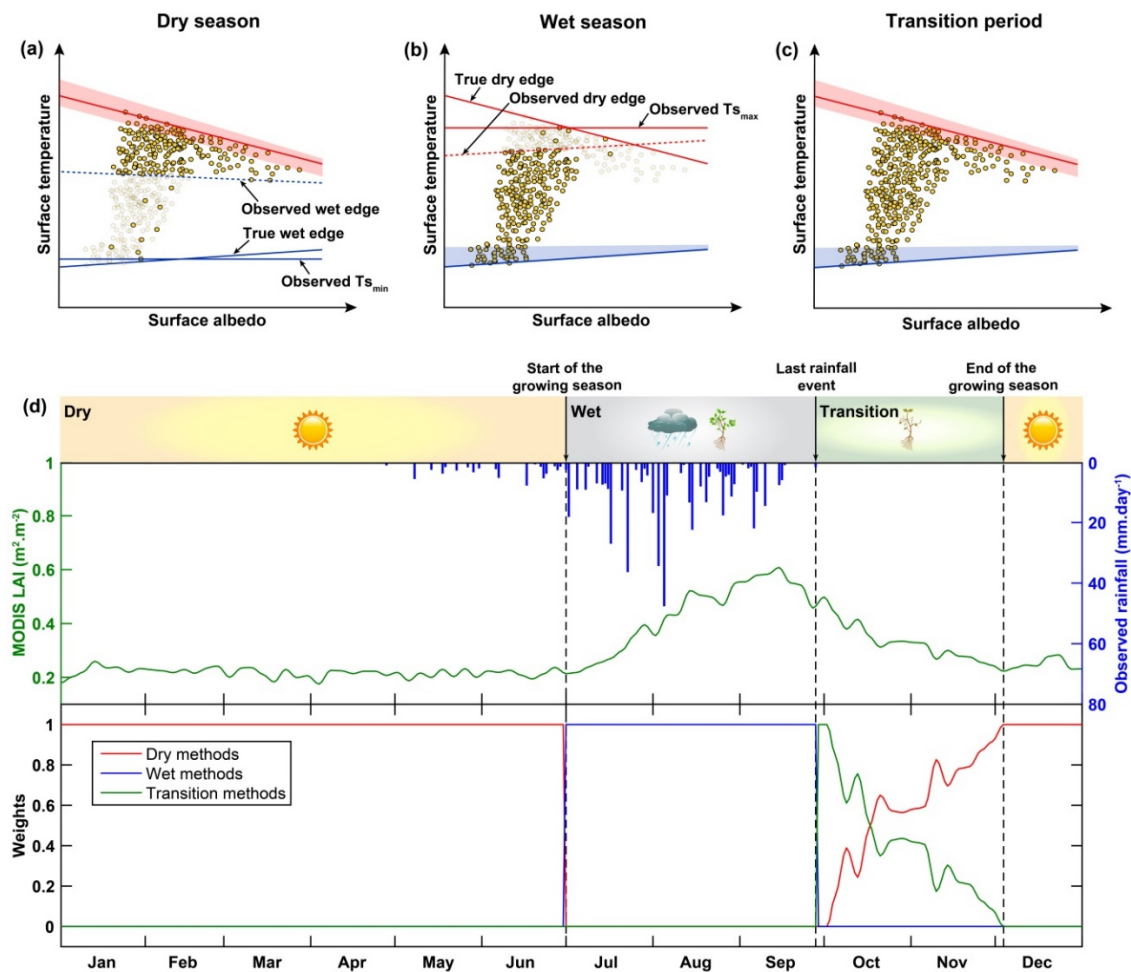 Dry season
Wet season
Transition period
(a)
Surface temperature
Observed wet edge
True wet edge
Observed Ts_min
Surface albedo
(b)
Surface temperature
True dry edge
Observed dry edge
Observed Ts_max
Surface albedo
(c)
Surface temperature
Surface albedo
(d)
Start of the
growing season
Last rainfall
event
End of the
growing season
Dry
Wet
Transition
MODIS LAI (m².m⁻²)
1
0.8
0.6
0.4
0.2
Observed rainfall (mm.day⁻¹)
0
20
40
60
80
Weights
1
0.8
0.6
0.4
0.2
0
Dry methods
Wet methods
Transition methods
Jan Feb Mar Apr May Jun Jul Aug Sep Oct Nov Dec